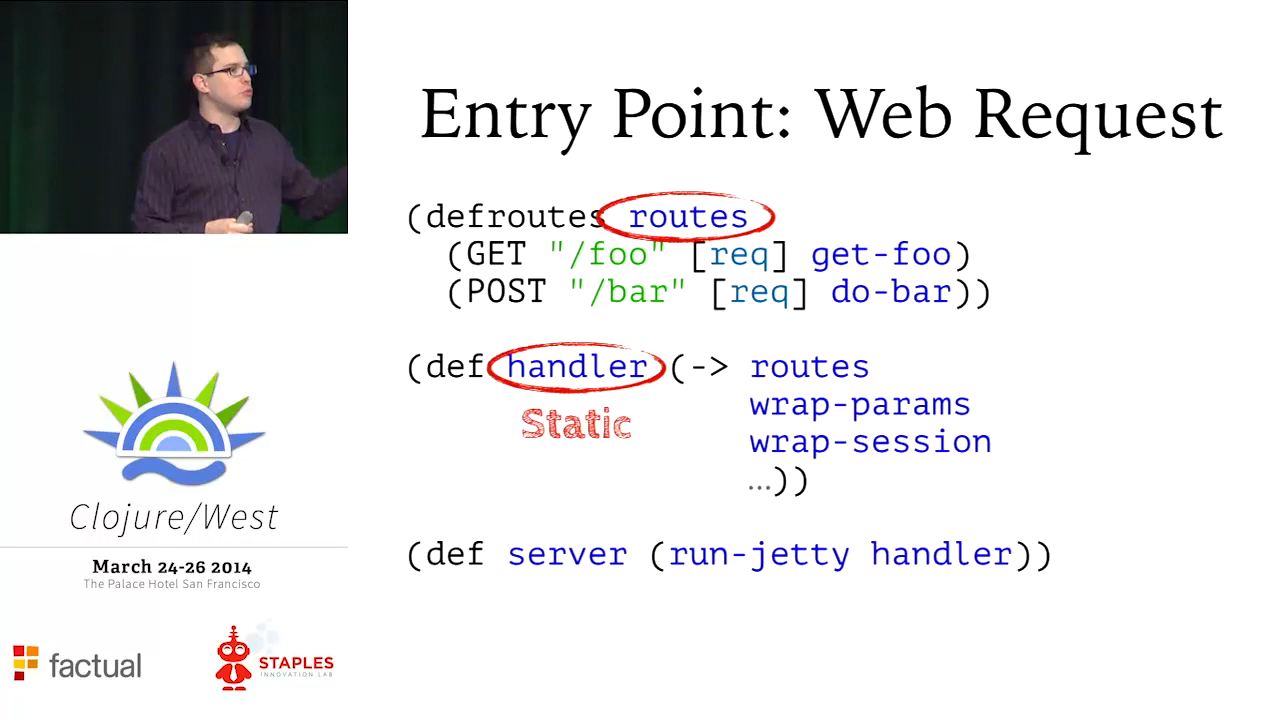 Entry Point: Web Request
(defroutes routes
(GET "/foo" [req] get-foo)
(POST "/bar" [req] do-bar))
(def handler (-> routes
Static
wrap-params
wrap-session
…))
(def server (run-jetty handler))
Clojure/West
March 24-26 2014
The Palace Hotel San Francisco
factual
STAPLES
INNOVATION LAB